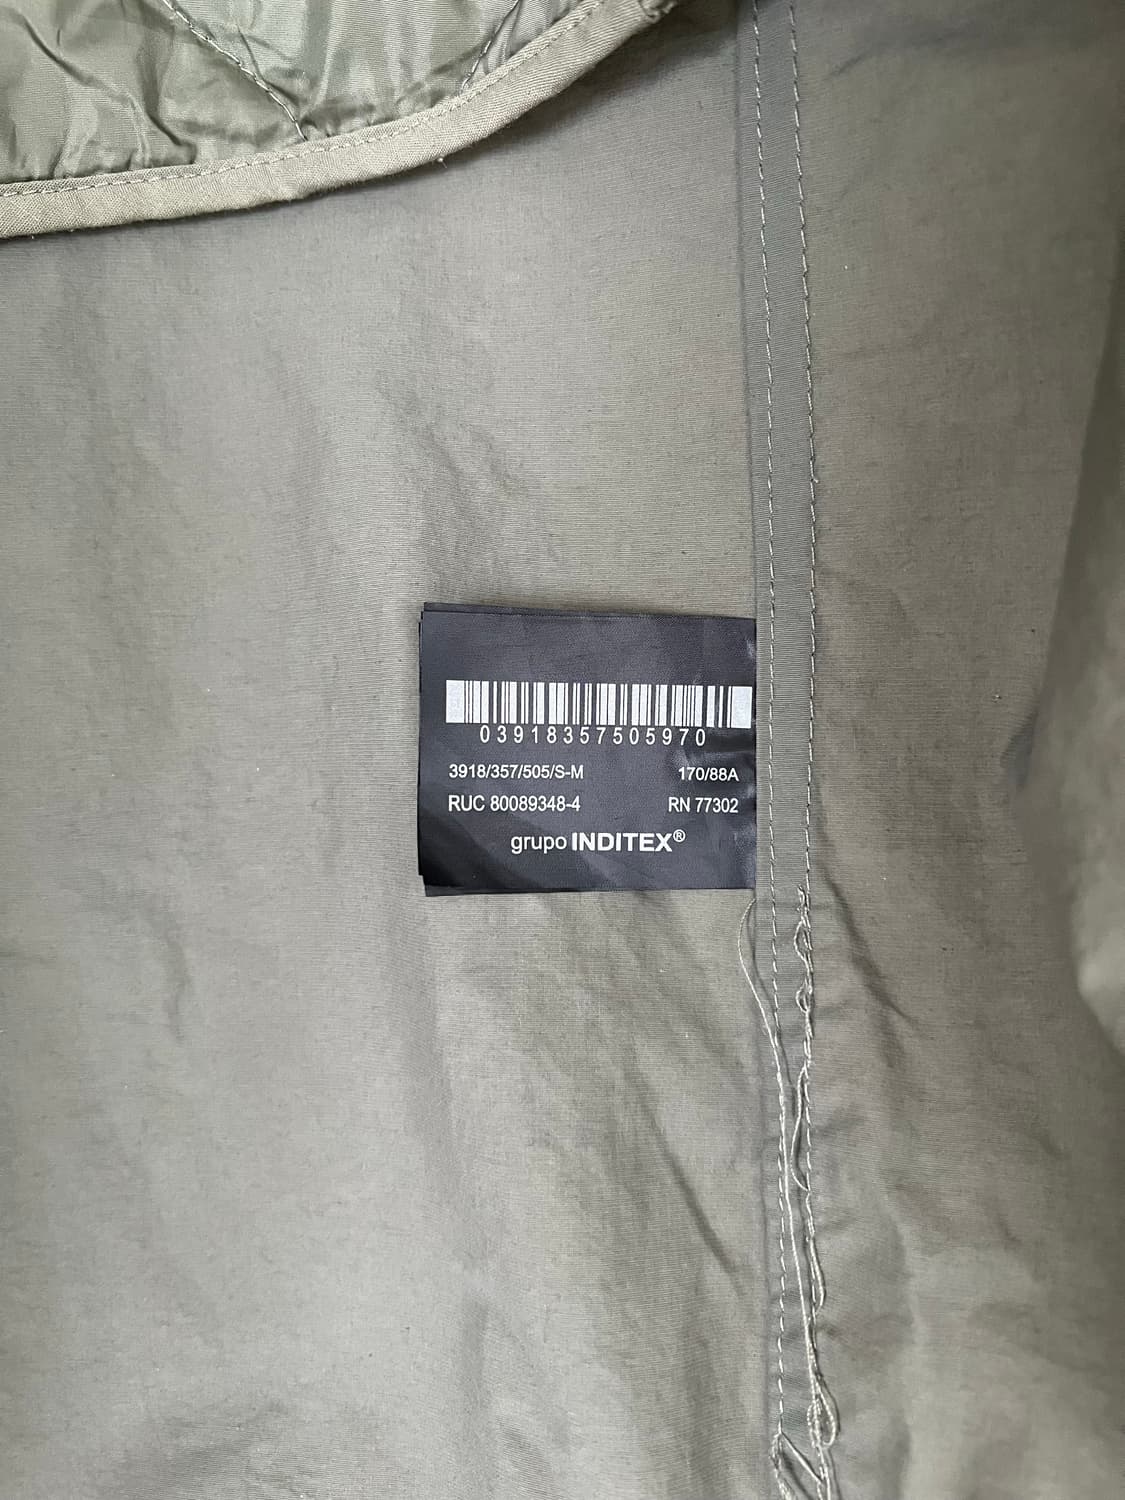 03918357505970
3918/357/505/S-M 170/88A
RUC 80089348-4 RN 77302
grupo INDITEX®